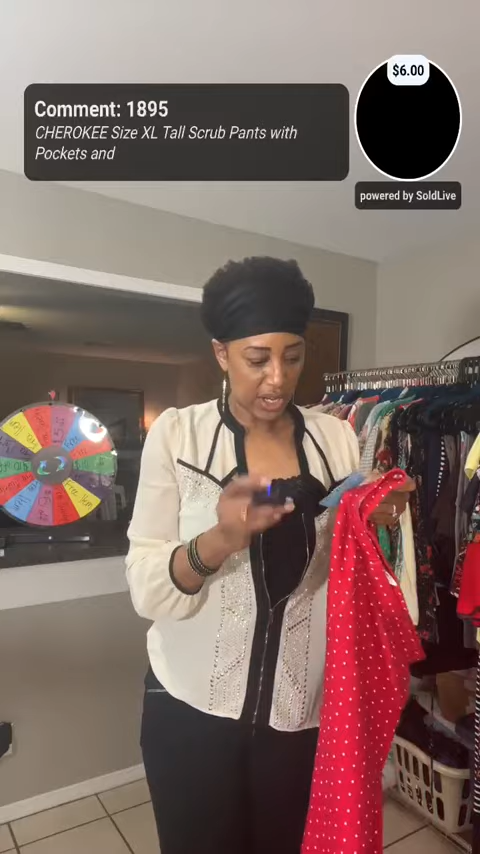 Comment: 1895
CHEROKEE Size XL Tall Scrub Pants with
Pockets and
$6.00
powered by SoldLive